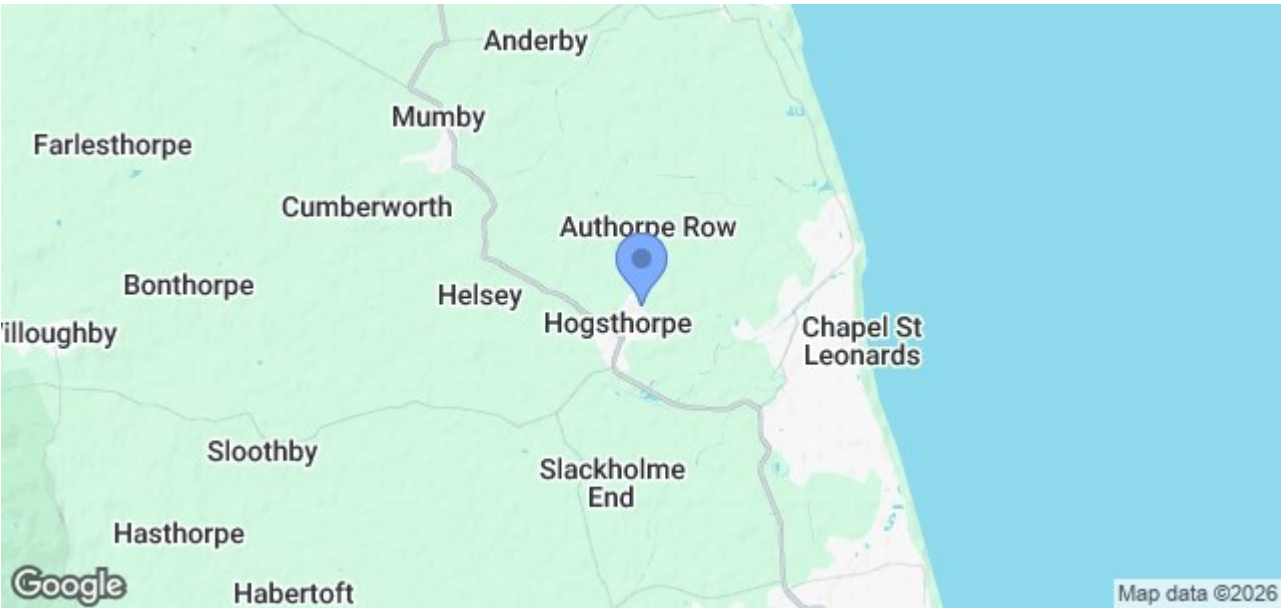 Anderby
Mumby
Farlesthorpe
Cumberworth
Authorpe Row
Bonthorpe
Helsey
Hogsthorpe
Chapel St
Leonards
illoughby
Sloothby
Slackholme
End
Hasthorpe
Habertoft
Google
Map data ©2026